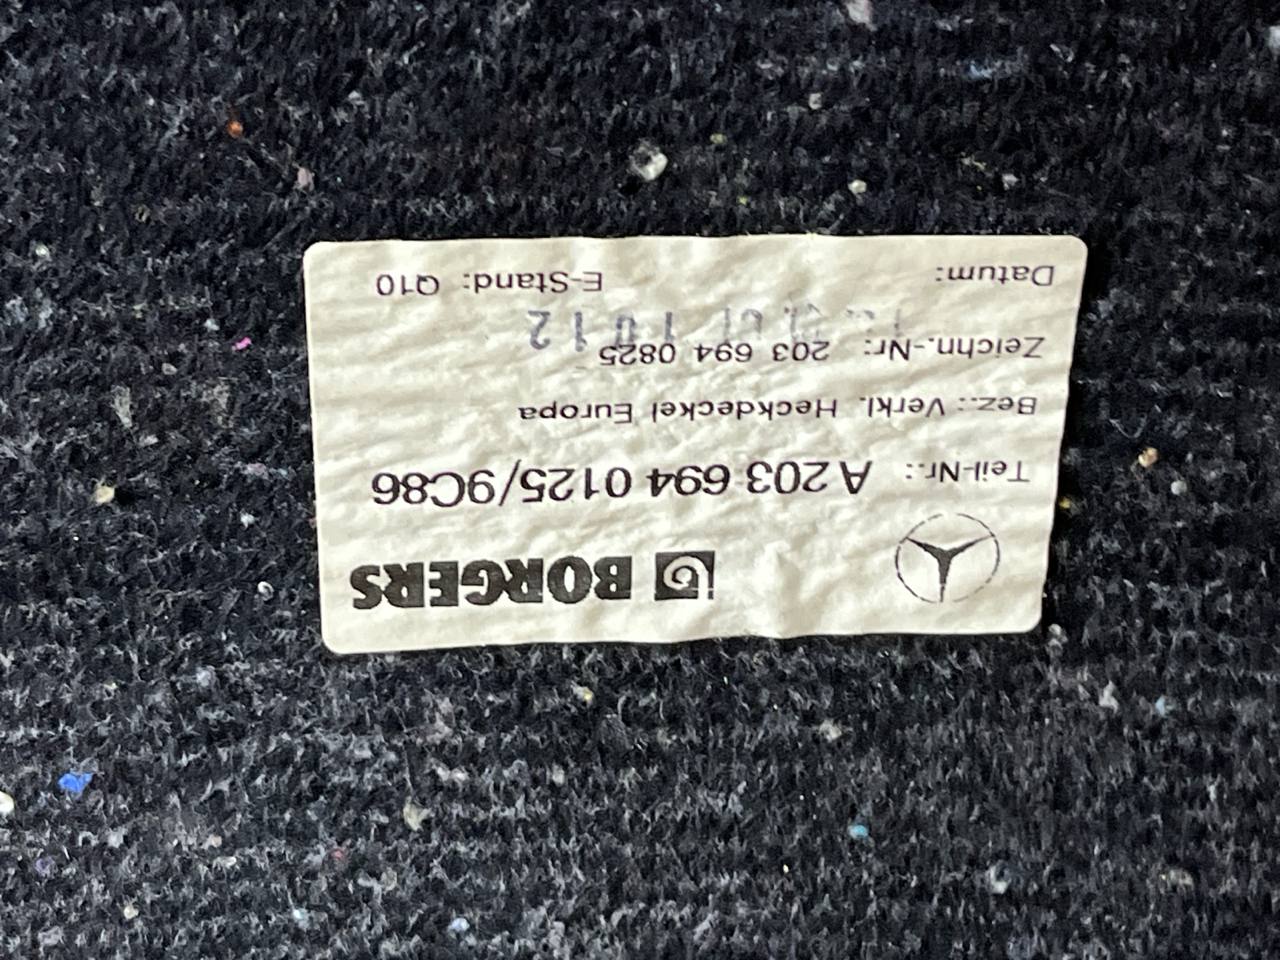 BORGERS
Teil-Nr.: A 203 694 0125/9C86
Bez.: Verkl. Heckdeckel Europa
Zeichn.-Nr: 203 694 0825
Datum: E-Stand: Q10